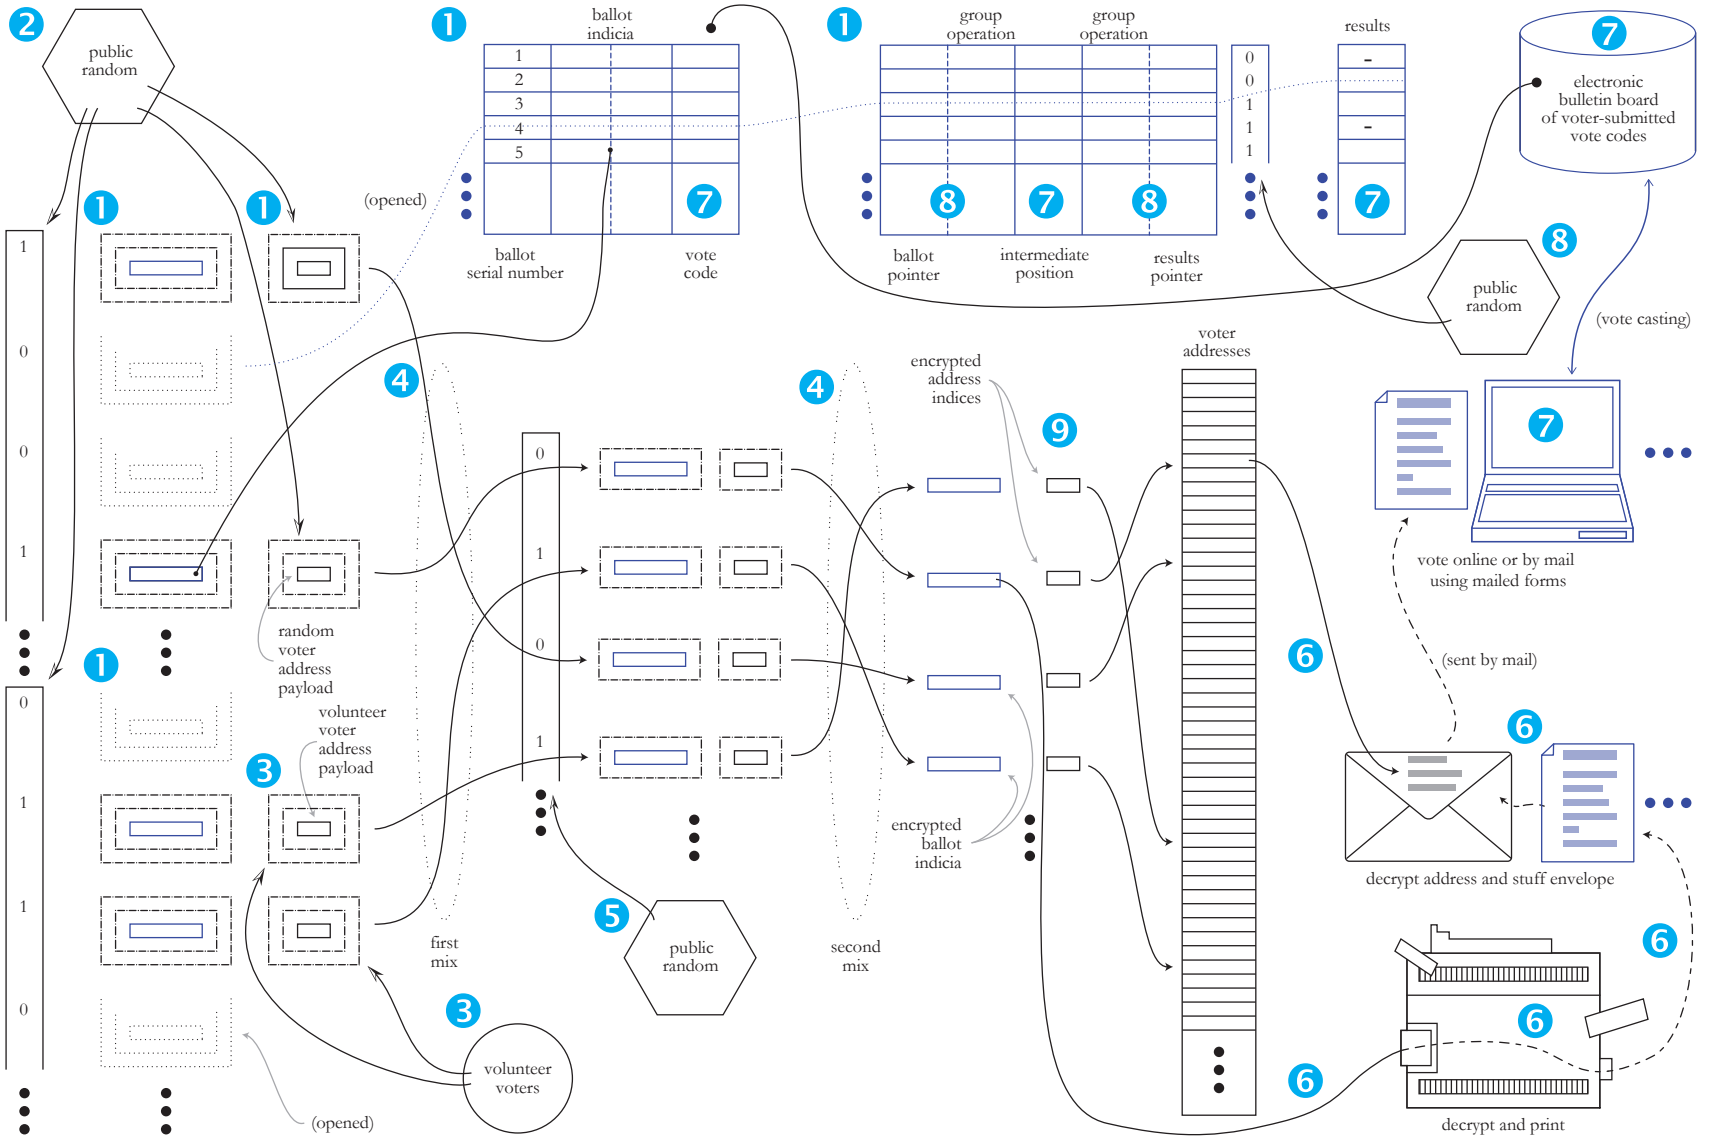 2
public
random
1
ballot
indicia
1
2
3
4
5
7
ballot
serial number
vote
code
1
group
operation
group
operation
8
7
8
ballot
pointer
intermediate
position
results
pointer
0
0
1
1
1
results
-
-
7
7
electronic
bulletin board
of voter-submitted
vote codes
8
public
random
(vote casting)
(opened)
1
1
1
0
0
1
random
voter
address
payload
1
0
1
1
0
volunteer
voter
address
payload
3
3
volunteer
voters
(opened)
4
first
mix
0
1
0
1
5
public
random
4
second
mix
encrypted
address
indices
9
encrypted
ballot
indicia
voter
addresses
7
vote online or by mail
using mailed forms
(sent by mail)
6
6
decrypt address and stuff envelope
6
6
6
decrypt and print